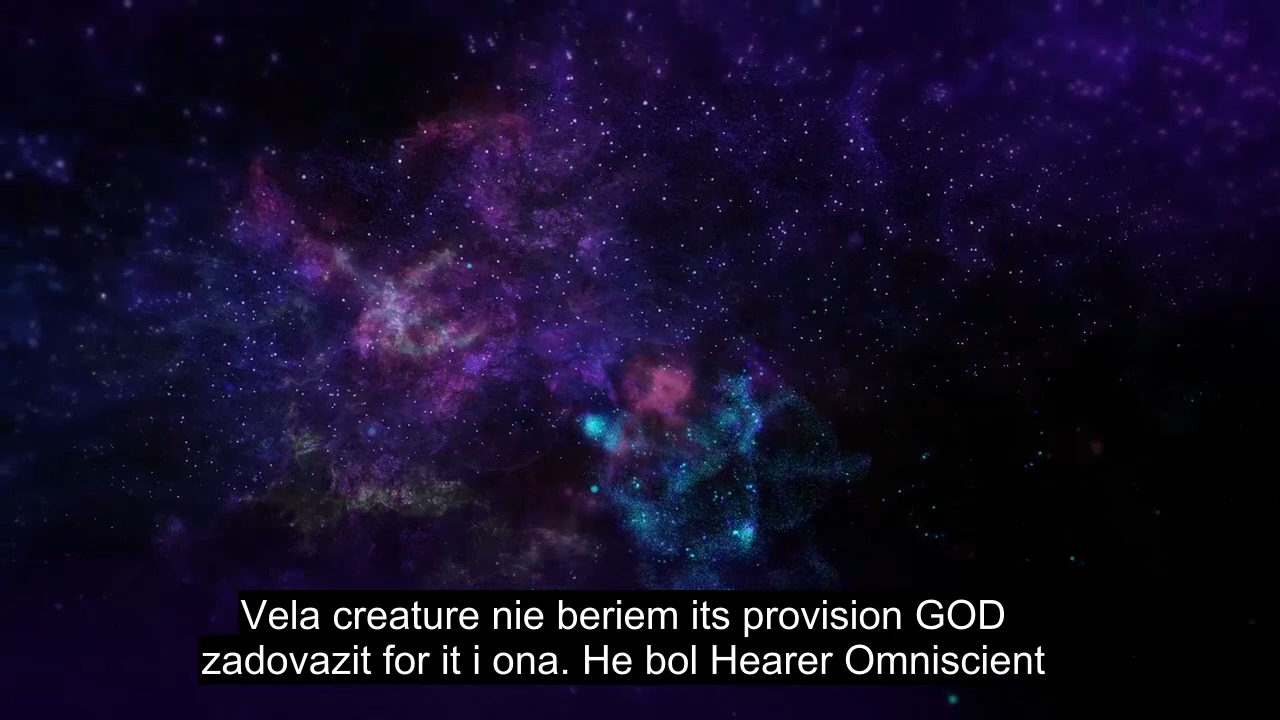 Vela creature nie beriem its provision GOD
zadovazit for it i ona. He bol Hearer Omniscient